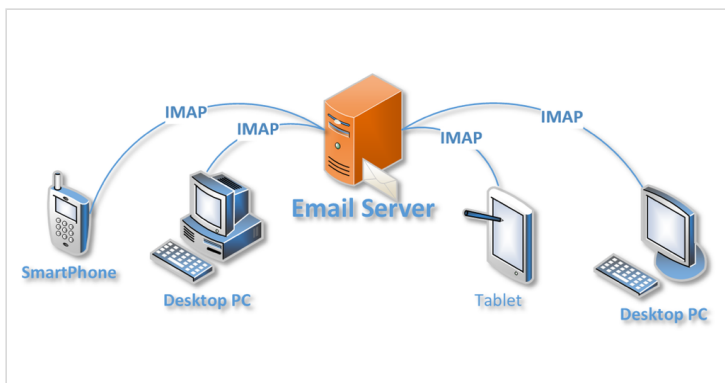 IMAP
IMAP
IMAP
IMAP
Email Server
SmartPhone
Desktop PC
Tablet
Desktop PC